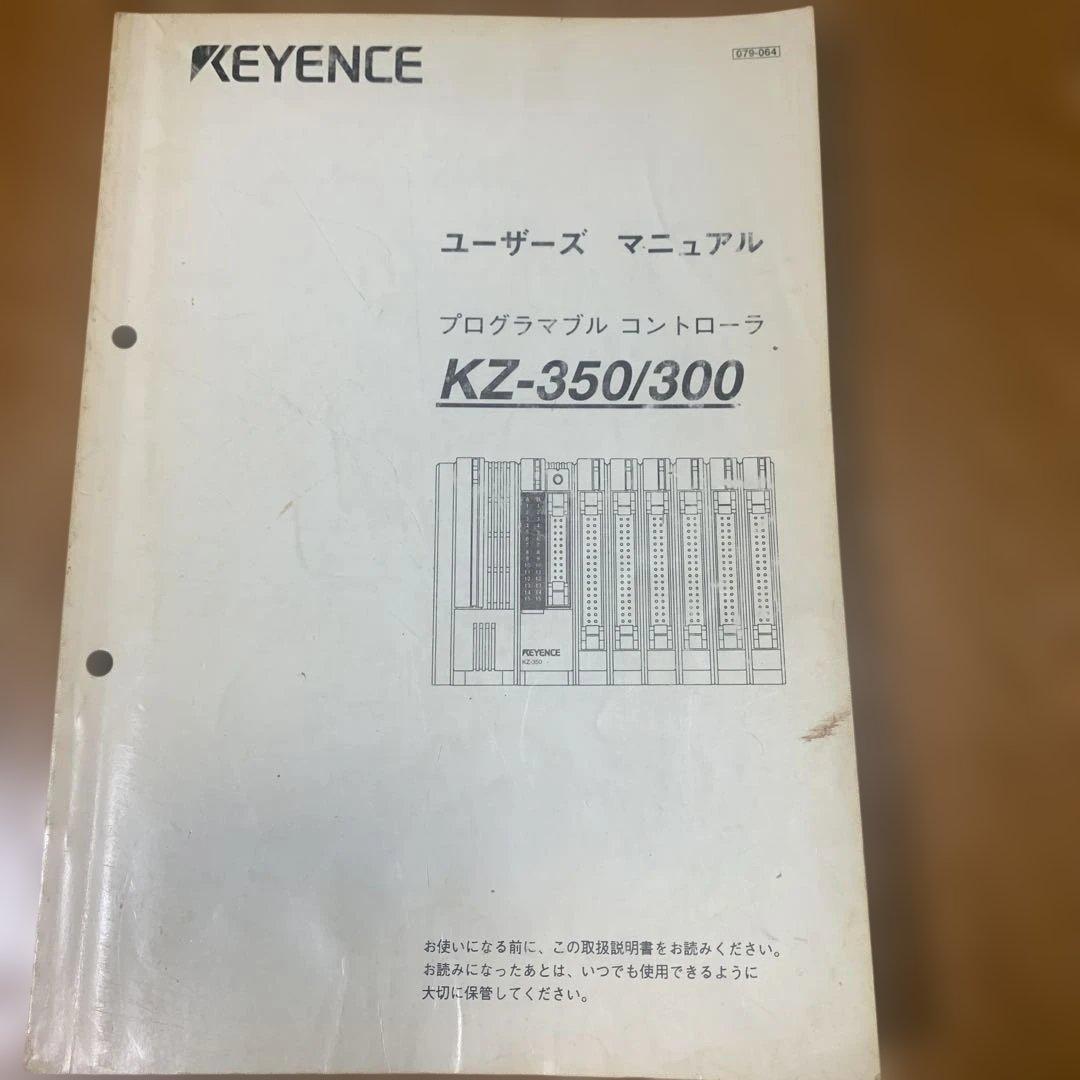 KEYENCE
079-064
ユーザーズ マニュアル
プログラマブル コントローラ
KZ-350/300
KEYENCE
KZ-350
お使いになる前に、この取扱説明書をお読みください。
お読みになったあとは、いつでも使用できるように
大切に保管してください。